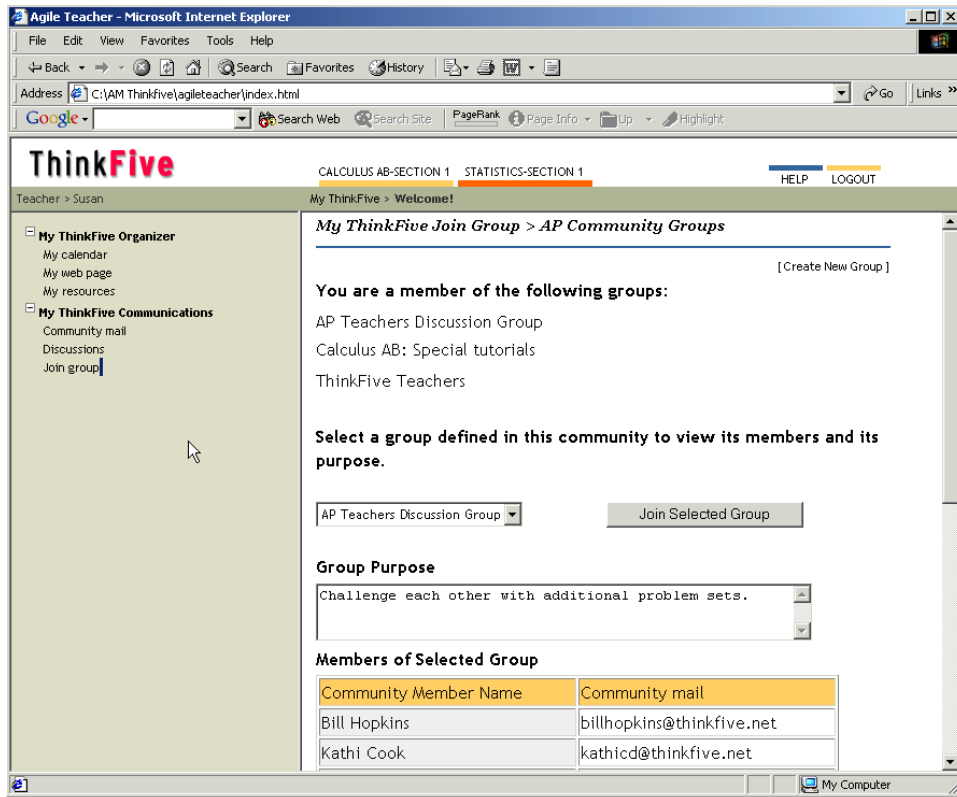 Agile Teacher - Microsoft Internet Explorer
File Edit View Favorites Tools Help
Back Search Favorites History
Address C:\AM Thinkfive\agileteacher\index.html Go Links »
Google Search Web Search Site PageRank Page Info Up Highlight
ThinkFive
CALCULUS AB-SECTION 1 STATISTICS-SECTION 1
HELP LOGOUT
Teacher > Susan
My ThinkFive > Welcome!
My ThinkFive Organizer
My calendar
My web page
My resources
My ThinkFive Communications
Community mail
Discussions
Join group
My ThinkFive Join Group > AP Community Groups
[ Create New Group ]
You are a member of the following groups:
AP Teachers Discussion Group
Calculus AB: Special tutorials
ThinkFive Teachers
Select a group defined in this community to view its members and its
purpose.
AP Teachers Discussion Group Join Selected Group
Group Purpose
Challenge each other with additional problem sets.
Members of Selected Group
Community Member Name Community mail
Bill Hopkins billhopkins@thinkfive.net
Kathi Cook kathicd@thinkfive.net
My Computer